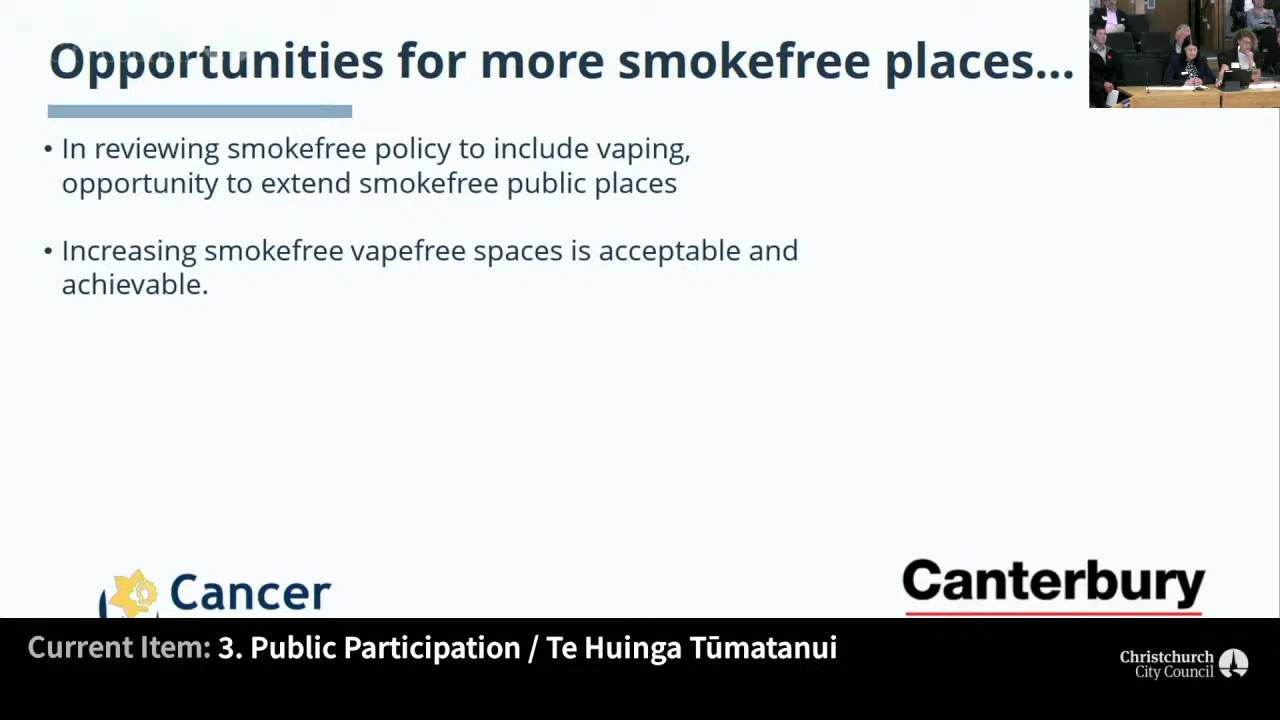 Opportunities for more smokefree places...
• In reviewing smokefree policy to include vaping,
opportunity to extend smokefree public places
• Increasing smokefree vapefree spaces is acceptable and
achievable.
Cancer
Canterbury
Current Item: 3. Public Participation / Te Huinga Tūmatanui
Christchurch
City Council